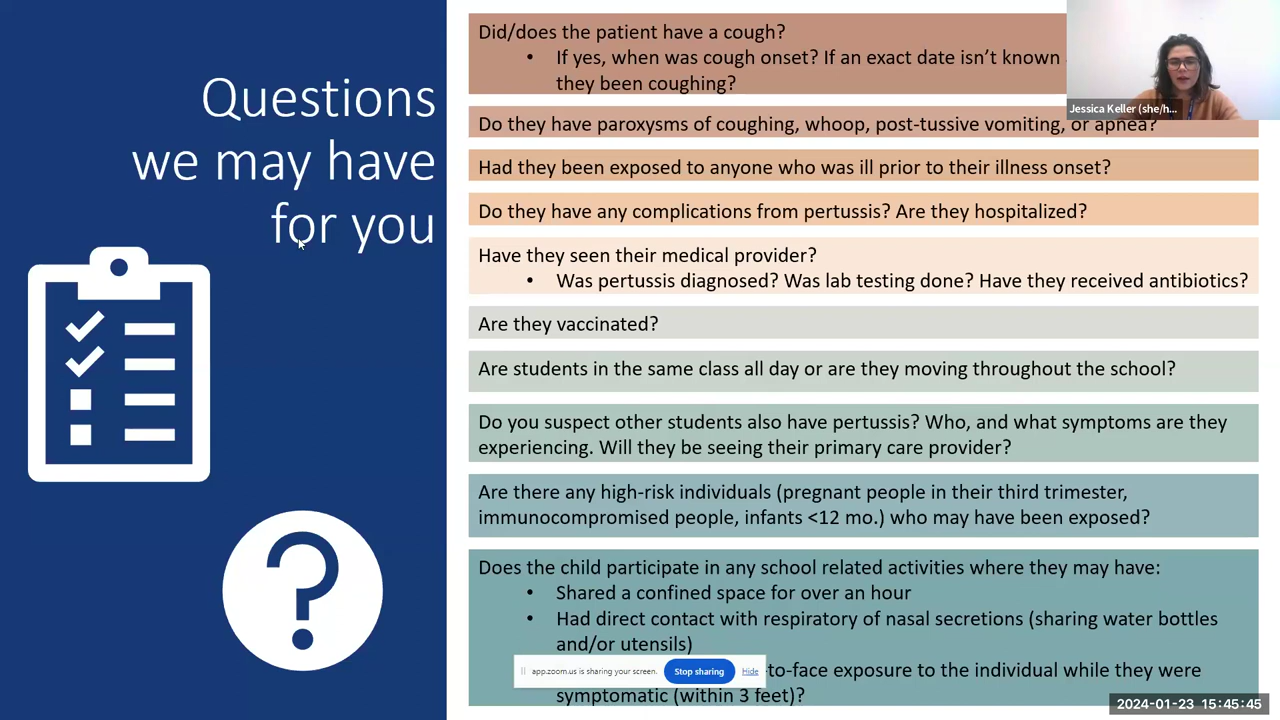 Questions
we may have
for you
Did/does the patient have a cough?
• If yes, when was cough onset? If an exact date isn’t known
they been coughing?
Do they have paroxysms of coughing, whoop, post-tussive vomiting, or apnea?
Had they been exposed to anyone who was ill prior to their illness onset?
Do they have any complications from pertussis? Are they hospitalized?
Have they seen their medical provider?
• Was pertussis diagnosed? Was lab testing done? Have they received antibiotics?
Are they vaccinated?
Are students in the same class all day or are they moving throughout the school?
Do you suspect other students also have pertussis? Who, and what symptoms are they
experiencing. Will they be seeing their primary care provider?
Are there any high-risk individuals (pregnant people in their third trimester,
immunocompromised people, infants <12 mo.) who may have been exposed?
Does the child participate in any school related activities where they may have:
• Shared a confined space for over an hour
• Had direct contact with respiratory of nasal secretions (sharing water bottles
and/or utensils)
-to-face exposure to the individual while they were
symptomatic (within 3 feet)?
Jessica Keller (she/h...
app.zoom.us is sharing your screen.
Stop sharing
Hide
2024-01-23 15:45:45